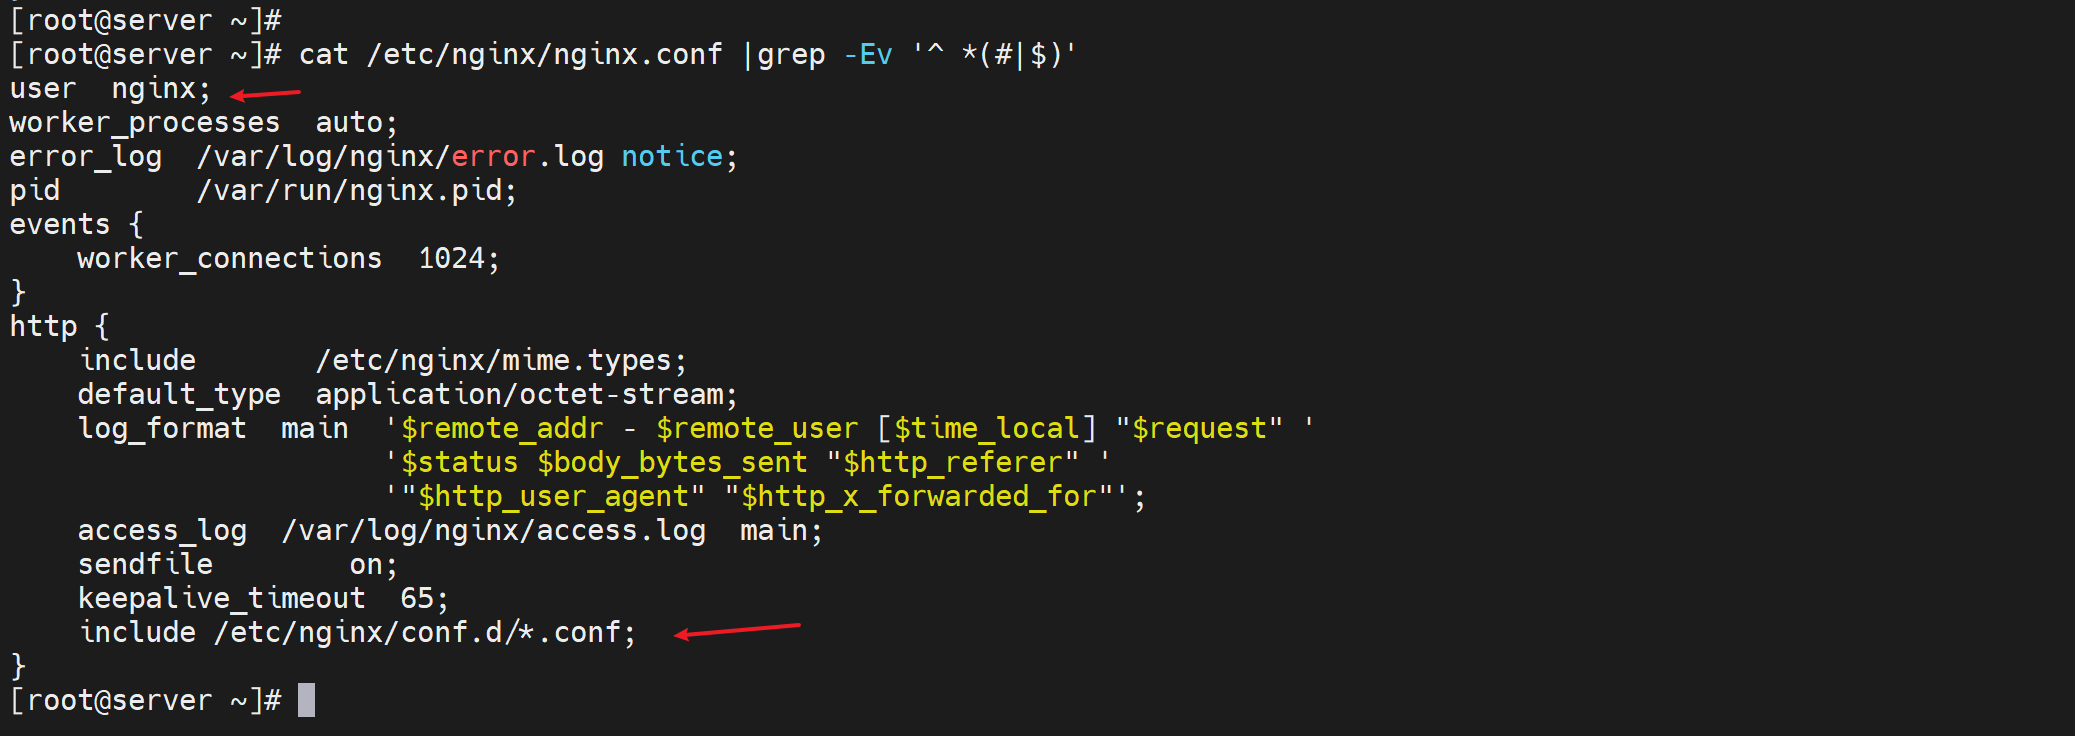 [root@server ~]#
[root@server ~]# cat /etc/nginx/nginx.conf |grep -Ev '^ *(#|$)'
user  nginx;
worker_processes  auto;
error_log  /var/log/nginx/error.log notice;
pid        /var/run/nginx.pid;
events {
    worker_connections  1024;
}
http {
    include       /etc/nginx/mime.types;
    default_type  application/octet-stream;
    log_format  main  '$remote_addr - $remote_user [$time_local] "$request" '
                      '$status $body_bytes_sent "$http_referer" '
                      '"$http_user_agent" "$http_x_forwarded_for"';
    access_log  /var/log/nginx/access.log  main;
    sendfile        on;
    keepalive_timeout  65;
    include /etc/nginx/conf.d/*.conf;
}
[root@server ~]#